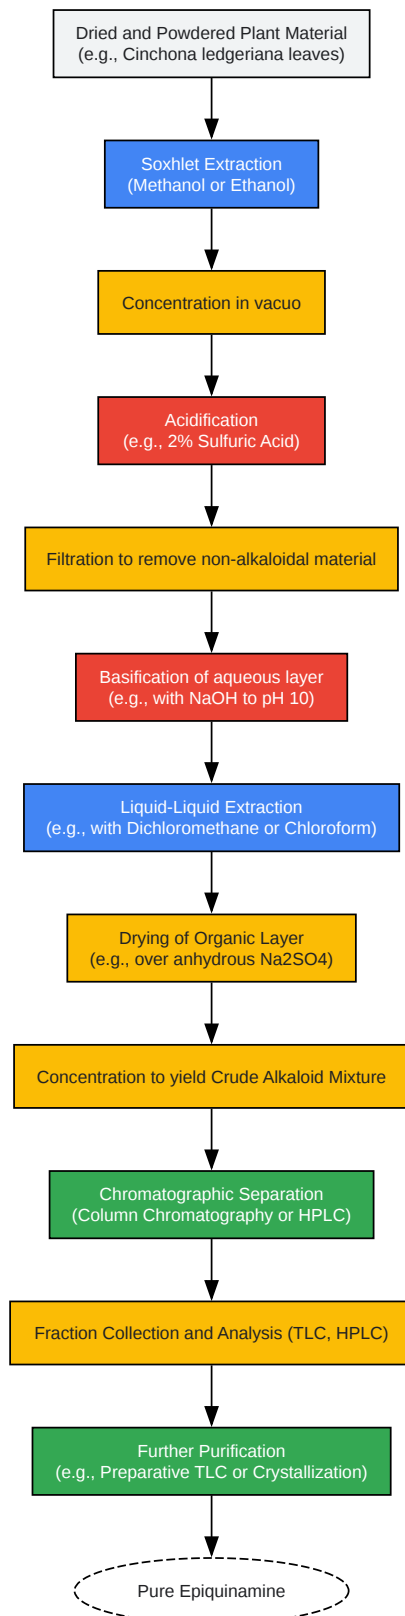 Dried and Powdered Plant Material
(e.g., Cinchona ledgeriana leaves)
Soxhlet Extraction
(Methanol or Ethanol)
Concentration in vacuo
Acidification
(e.g., 2% Sulfuric Acid)
Filtration to remove non-alkaloidal material
Basification of aqueous layer
(e.g., with NaOH to pH 10)
Liquid-Liquid Extraction
(e.g., with Dichloromethane or Chloroform)
Drying of Organic Layer
(e.g., over anhydrous Na2SO4)
Concentration to yield Crude Alkaloid Mixture
Chromatographic Separation
(Column Chromatography or HPLC)
Fraction Collection and Analysis (TLC, HPLC)
Further Purification
(e.g., Preparative TLC or Crystallization)
Pure Epiquinamine